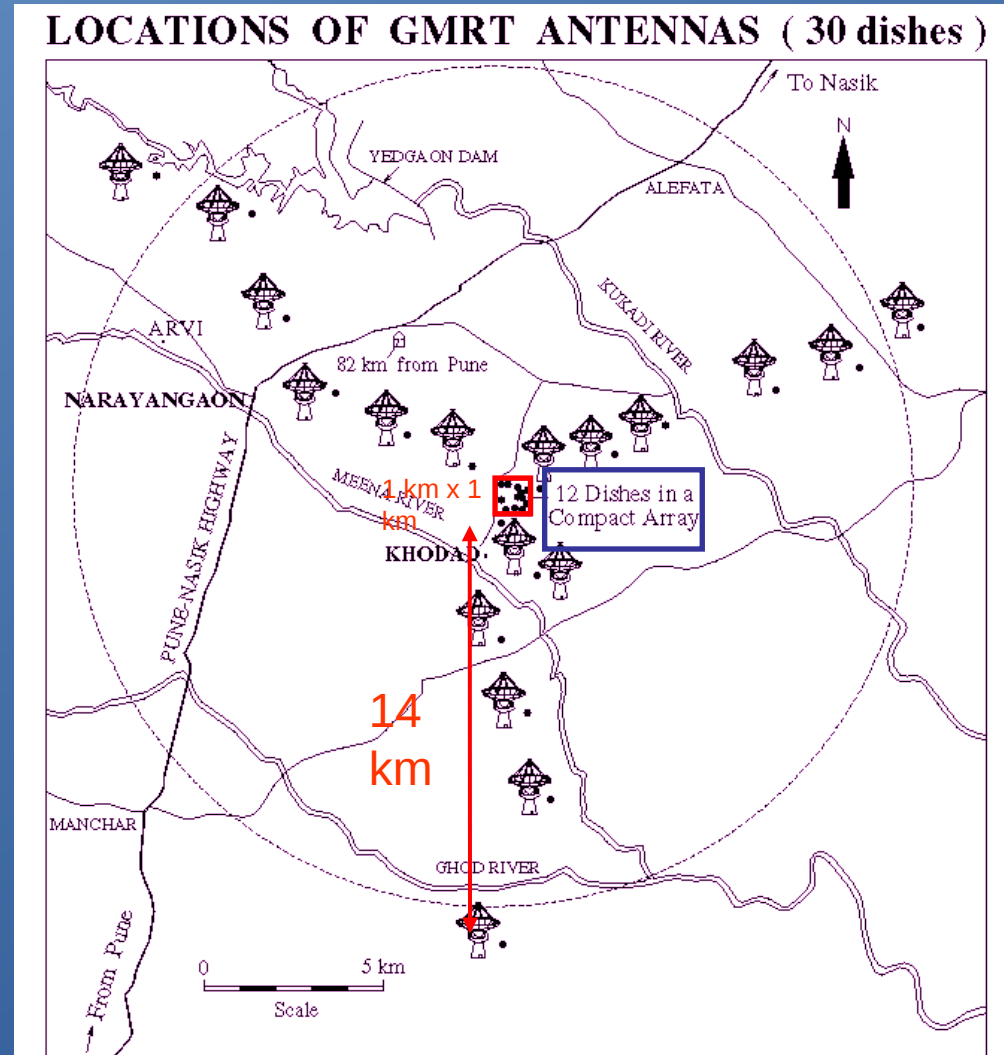 LOCATIONS OF GMRT ANTENNAS ( 30 dishes )
To Nasik
N
YEDGAON DAM
ALEFATA
KUKADI RIVER
ARVI
82 km from Pune
NARAYANGAON
PUNE-NASIK HIGHWAY
MEENA RIVER
1 km x 1
km
12 Dishes in a
Compact Array
KHODAD
14
km
MANCHAR
GHOD RIVER
From Pune
0 5 km
Scale